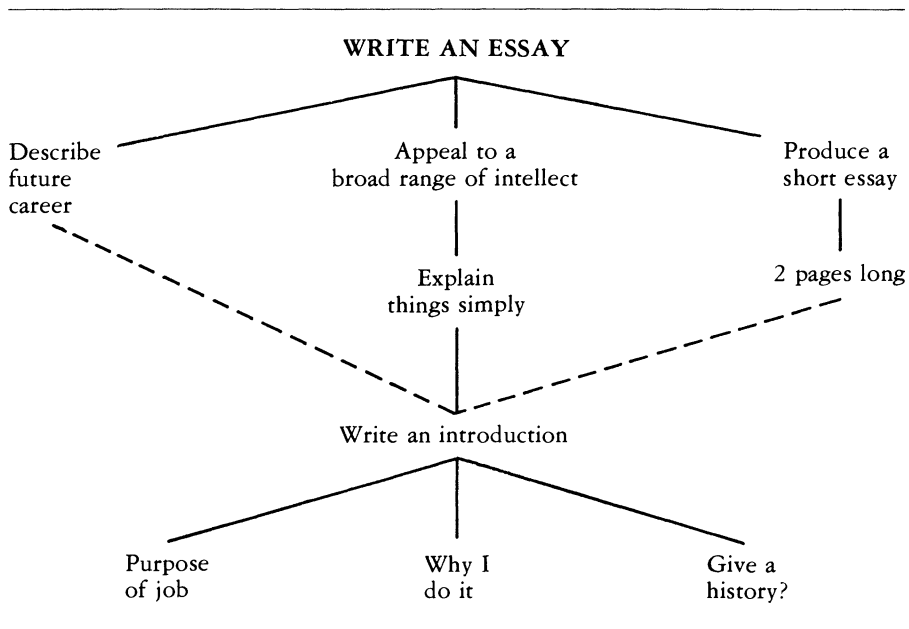 WRITE AN ESSAY
Describe
future
career
Appeal to a
broad range of intellect
Produce a
short essay
Explain
things simply
2 pages long
Write an introduction
Purpose
of job
Why I
do it
Give a
history?